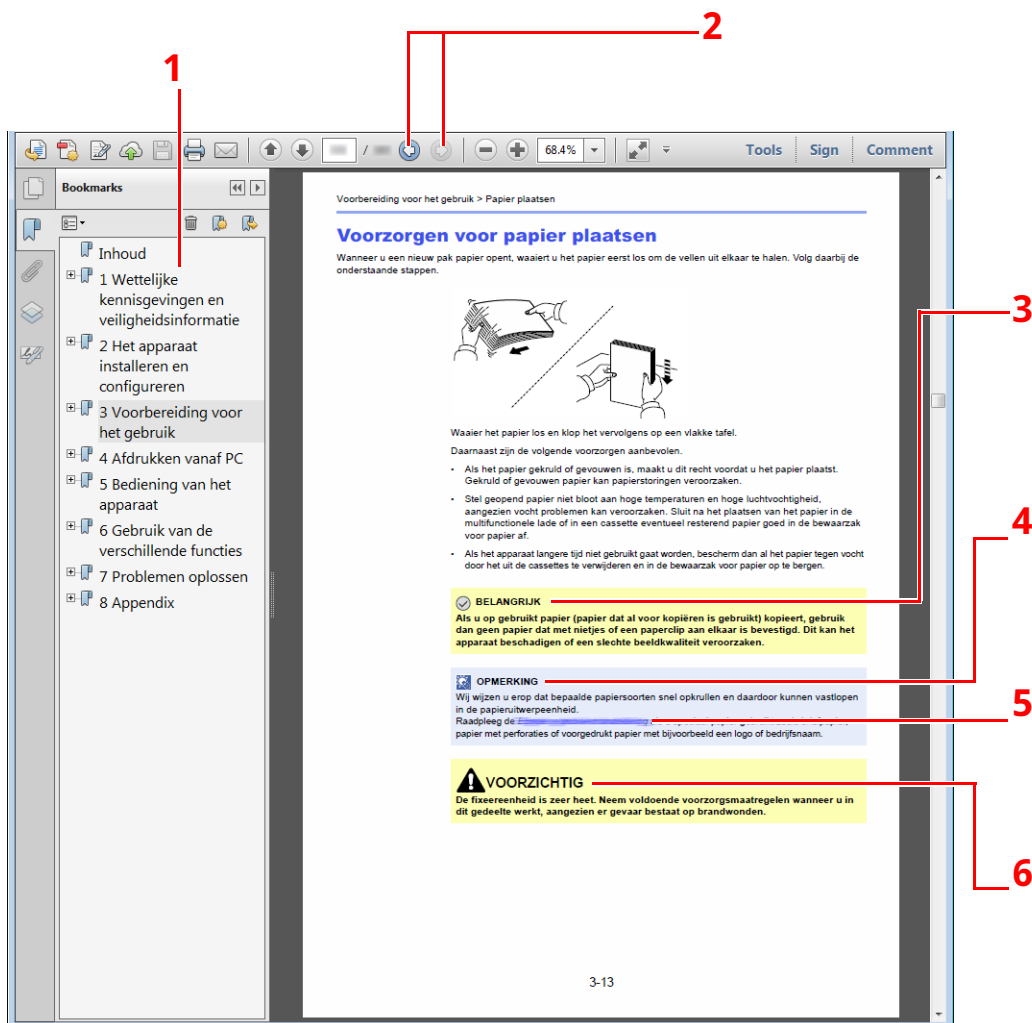 2
1
/
68.4%
Tools
Sign
Comment
Bookmarks
Inhoud
1 Wettelijke
kennisgevingen en
veiligheidsinformatie
2 Het apparaat
installeren en
configureren
3 Voorbereiding voor
het gebruik
4 Afdrukken vanaf PC
5 Bediening van het
apparaat
6 Gebruik van de
verschillende functies
7 Problemen oplossen
8 Appendix
Voorbereiding voor het gebruik > Papier plaatsen
Voorzorgen voor papier plaatsen
Wanneer u een nieuw pak papier opent, waaiert u het papier eerst los om de vellen uit elkaar te halen. Volg daarbij de
onderstaande stappen.
3
Waaier het papier los en klop het vervolgens op een vlakke tafel.
Daarnaast zijn de volgende voorzorgen aanbevolen.
• Als het papier gekruld of gevouwen is, maakt u dit recht voordat u het papier plaatst.
Gekruld of gevouwen papier kan papierstoringen veroorzaken.
• Stel geopend papier niet bloot aan hoge temperaturen en hoge luchtvochtigheid,
aangezien vocht problemen kan veroorzaken. Sluit na het plaatsen van het papier in de
multifunctionele lade of in een cassette eventueel resterend papier goed in de bewaarzak
voor papier af.
4
• Als het apparaat langere tijd niet gebruikt gaat worden, bescherm dan al het papier tegen vocht
door het uit de cassettes te verwijderen en in de bewaarzak voor papier op te bergen.
BELANGRIJK
Als u op gebruikt papier (papier dat al voor kopiëren is gebruikt) kopieert, gebruik
dan geen papier dat met nietjes of een paperclip aan elkaar is bevestigd. Dit kan het
apparaat beschadigen of een slechte beeldkwaliteit veroorzaken.
OPMERKING
Wij wijzen u erop dat bepaalde papiersoorten snel opkrullen en daardoor kunnen vastlopen
in de papieruitwerpeenheid.
5
Raadpleeg de
papier met perforaties of voorgedrukt papier met bijvoorbeeld een logo of bedrijfsnaam.
VOORZICHTIG
De fixeereenheid is zeer heet. Neem voldoende voorzorgsmaatregelen wanneer u in
dit gedeelte werkt, aangezien er gevaar bestaat op brandwonden.
6
3-13